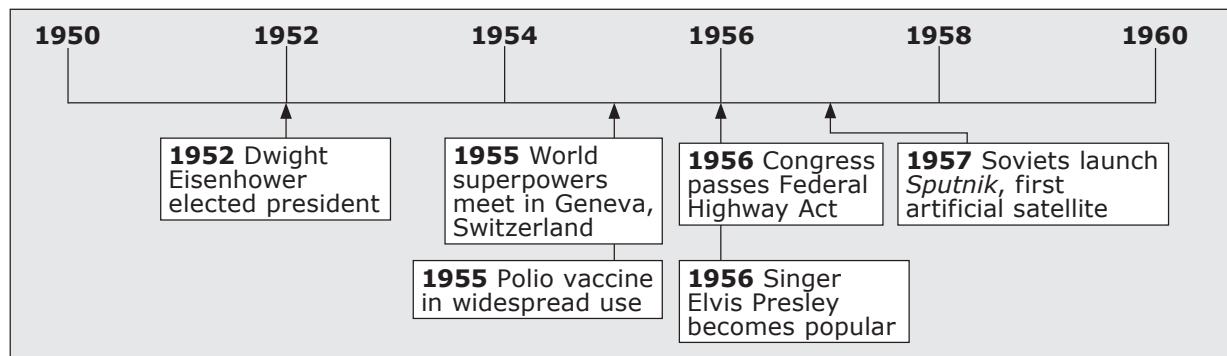 1950 1952 1954 1956 1958 1960
1952 Dwight
Eisenhower
elected president
1955 World
superpowers
meet in Geneva,
Switzerland
1955 Polio vaccine
in widespread use
1956 Congress
passes Federal
Highway Act
1956 Singer
Elvis Presley
becomes popular
1957 Soviets launch
Sputnik, first
artificial satellite